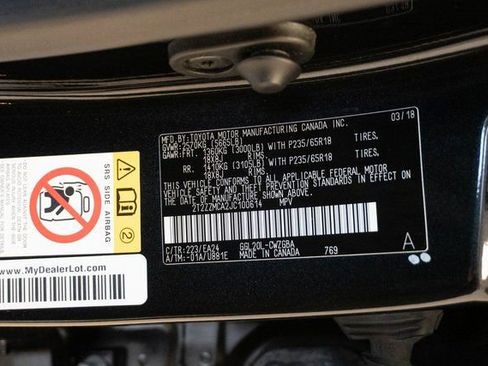 MFD.BY:TOYOTA MOTOR MANUFACTURING CANADA INC. 03/18
GVWR:2570KG (5665LB)
GAWR:FRT. 1360KG (3000LB) WITH P235/65R18 TIRES,
18X8J RIMS
RR. 1410KG (3105LB) WITH P235/65R18 TIRES,
18X8J RIMS
THIS VEHICLE CONFORMS TO ALL APPLICABLE FEDERAL MOTOR
VEHICLE SAFETY AND THEFT PREVENTION STANDARDS IN EFFECT
ON THE DATE OF MANUFACTURE SHOWN ABOVE.
2T2ZZMCA2JC100614 MPV
C/TR:223/EA24 GGL20L-CWZGBA
A/TM:-01A/U881E MADE IN CANADA 769
A
SRS SIDE AIRBAG
www.MyDealerLot.com